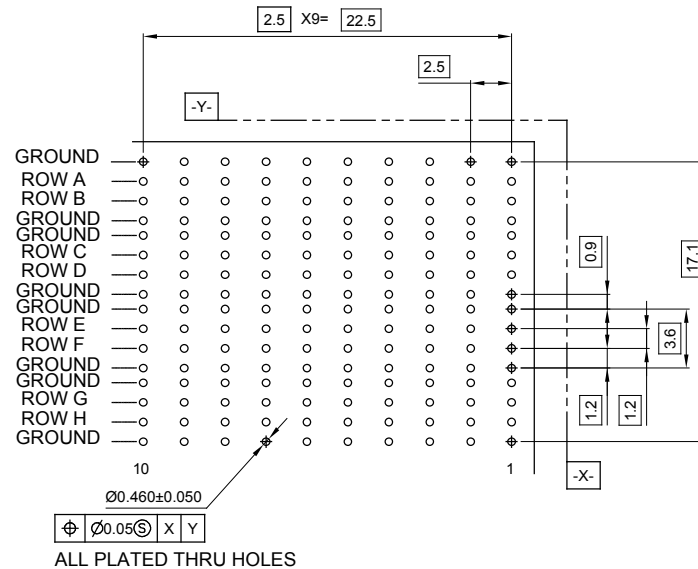 2.5 X9= 22.5
2.5
-Y-
GROUND
ROW A
ROW B
GROUND
GROUND
ROW C
ROW D
GROUND
GROUND
ROW E
ROW F
GROUND
GROUND
ROW G
ROW H
GROUND
0.9
17.1
3.6
1.2
1.2
10
1
-X-
Ø0.460±0.050
⌖ Ø0.05Ⓢ X Y
ALL PLATED THRU HOLES